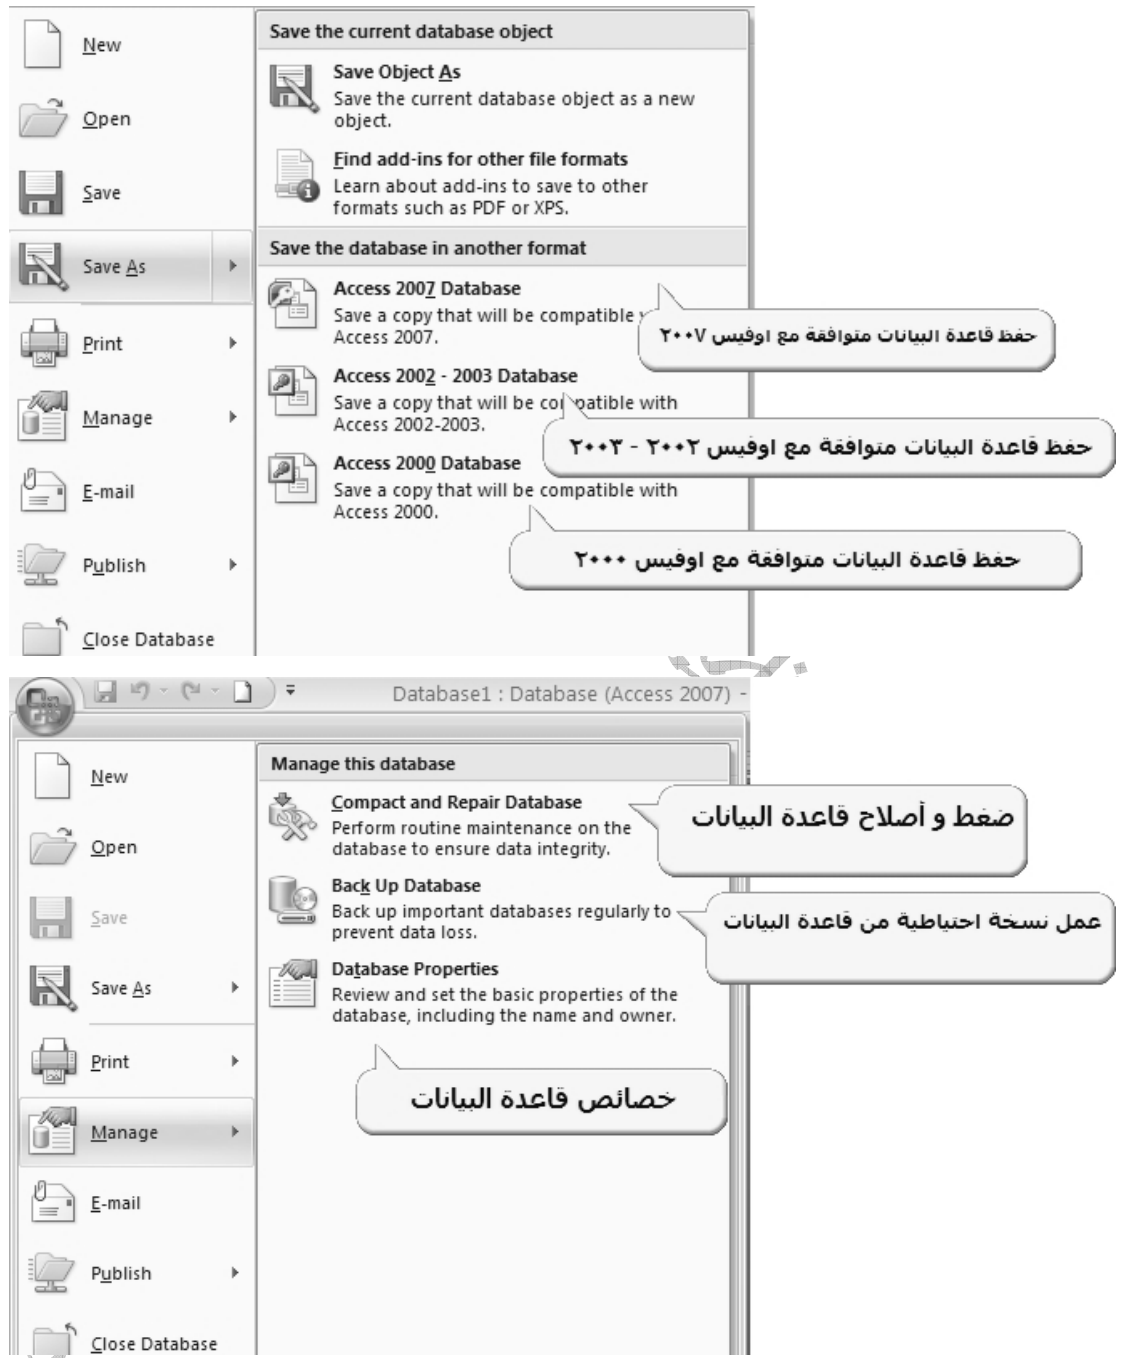 New
Open
Save
Save As
Print
Manage
E-mail
Publish
Close Database
Save the current database object
Save Object As
Save the current database object as a new
object.
Find add-ins for other file formats
Learn about add-ins to save to other
formats such as PDF or XPS.
Save the database in another format
Access 2007 Database
Save a copy that will be compatible
Access 2007.
حفظ قاعدة البيانات متوافقة مع اوفيس ٢٠٠٧
Access 2002 - 2003 Database
Save a copy that will be compatible with
Access 2002-2003.
حفظ قاعدة البيانات متوافقة مع اوفيس ٢٠٠٢ - ٢٠٠٣
Access 2000 Database
Save a copy that will be compatible with
Access 2000.
حفظ قاعدة البيانات متوافقة مع اوفيس ٢٠٠٠
Database1 : Database (Access 2007) -
New
Open
Save
Save As
Print
Manage
E-mail
Publish
Close Database
Manage this database
Compact and Repair Database
Perform routine maintenance on the
database to ensure data integrity.
ضغط و أصلاح قاعدة البيانات
Back Up Database
Back up important databases regularly to
prevent data loss.
عمل نسخة احتياطية من قاعدة البيانات
Database Properties
Review and set the basic properties of the
database, including the name and owner.
خصائص قاعدة البيانات